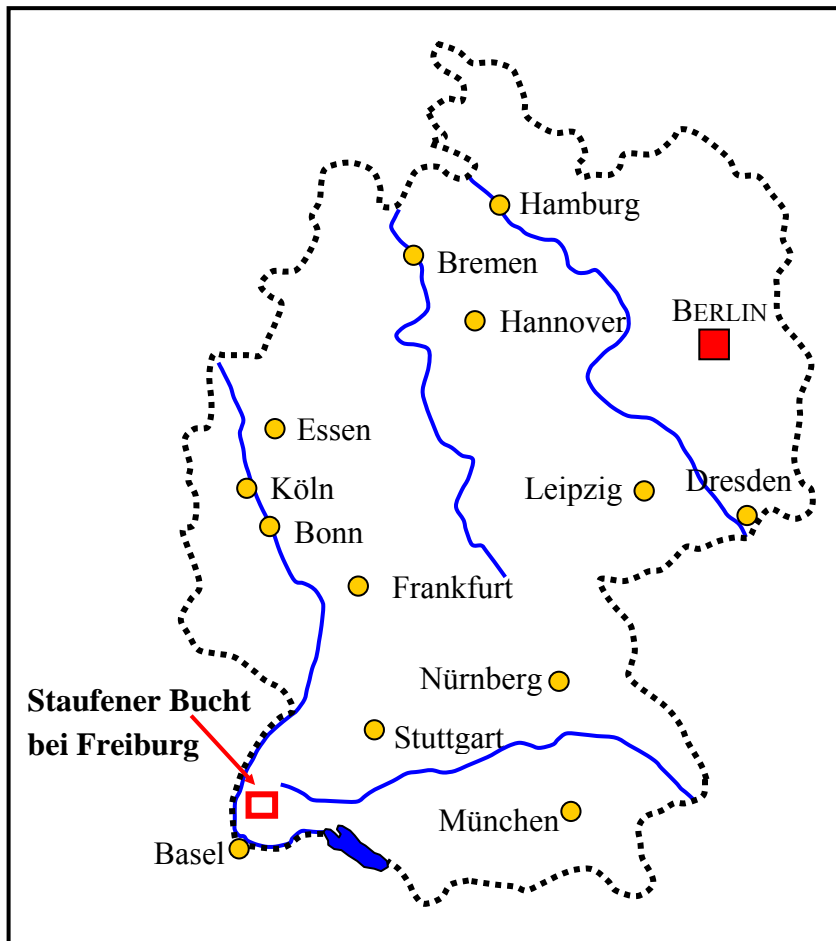 Hamburg
Bremen
BERLIN
Hannover
Essen
Köln
Leipzig
Dresden
Bonn
Frankfurt
Nürnberg
Staufener Bucht
bei Freiburg
Stuttgart
München
Basel